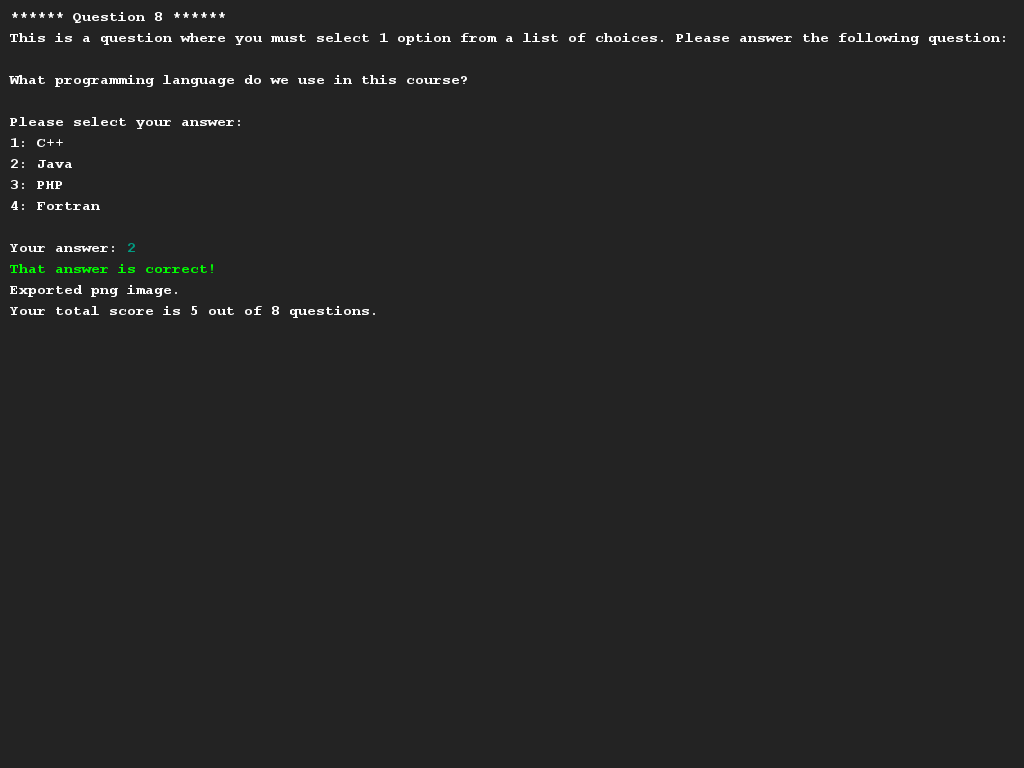 ****** Question 8 ******
This is a question where you must select 1 option from a list of choices. Please answer the following question:
What programming language do we use in this course?
Please select your answer:
1: C++
2: Java
3: PHP
4: Fortran
Your answer: 2
That answer is correct!
Exported png image.
Your total score is 5 out of 8 questions.